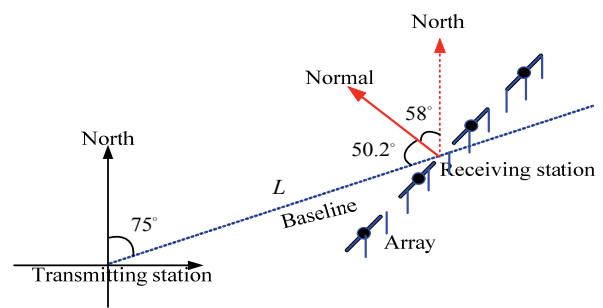 North
Normal
58°
North
50.2°
Receiving station
L
75°
Baseline
Array
Transmitting station